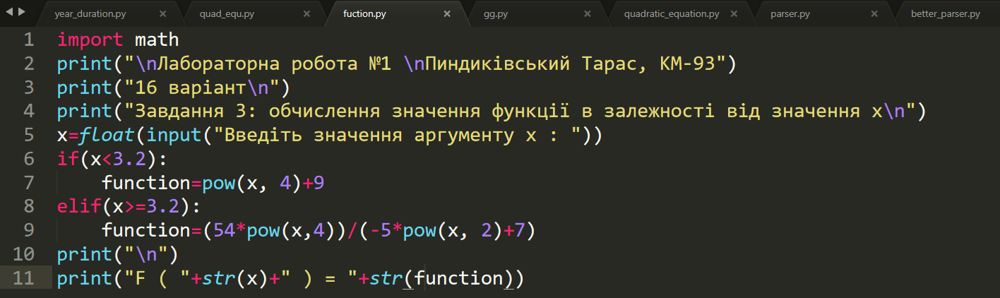 year_duration.py × quad_equ.py × fuction.py × gg.py × quadratic_equation.py × parser.py × better_parser.py
1 import math
2 print("\nЛабораторна робота №1 \nПиндиківський Тарас, КМ-93")
3 print("16 варіант\n")
4 print("Завдання 3: обчислення значення функції в залежності від значення x\n")
5 x=float(input("Введіть значення аргументу x : "))
6 if(x<3.2):
7     function=pow(x, 4)+9
8 elif(x>=3.2):
9     function=(54*pow(x,4))/(-5*pow(x, 2)+7)
10 print("\n")
11 print("F ( "+str(x)+" ) = "+str(function))